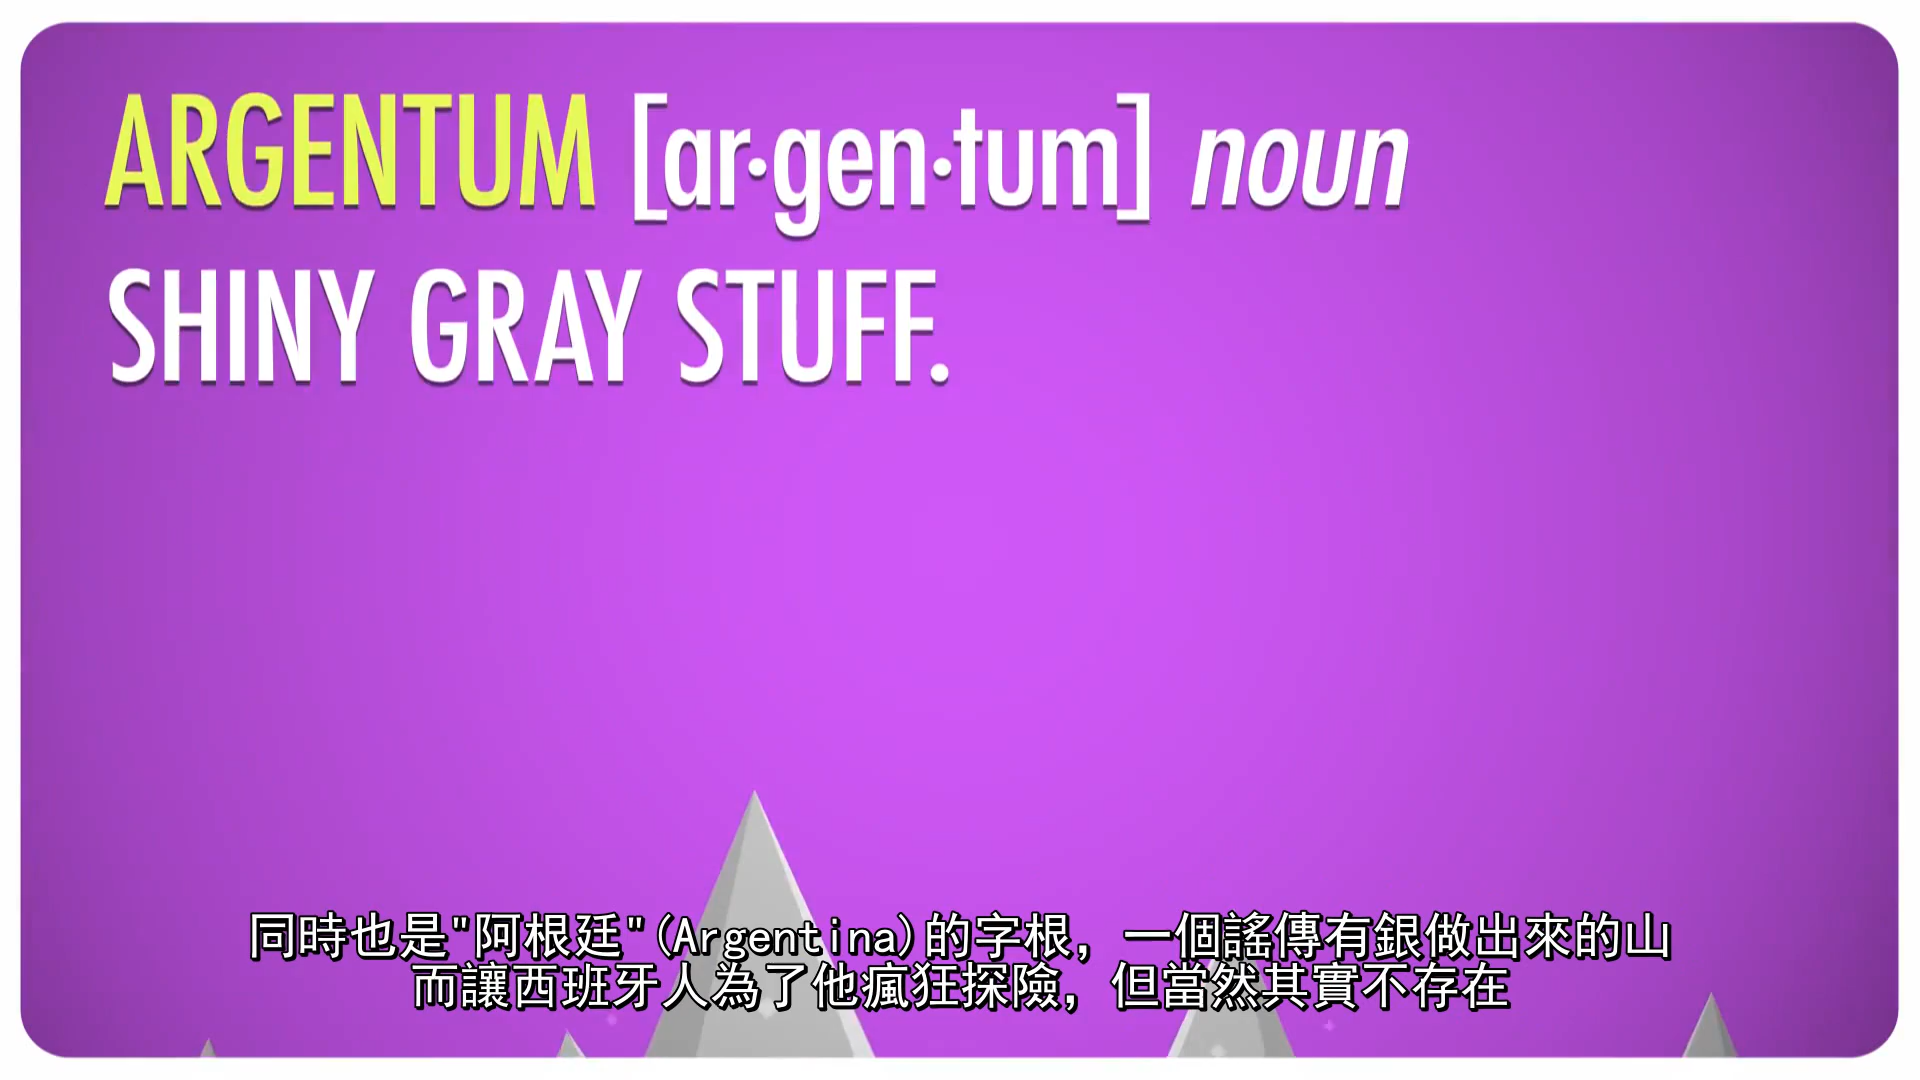 ARGENTUM [ar·gen·tum] noun
SHINY GRAY STUFF.
同時也是"阿根廷"(Argentina)的字根，一個謠傳有銀做出來的山
而讓西班牙人為了他瘋狂探險，但當然其實不存在